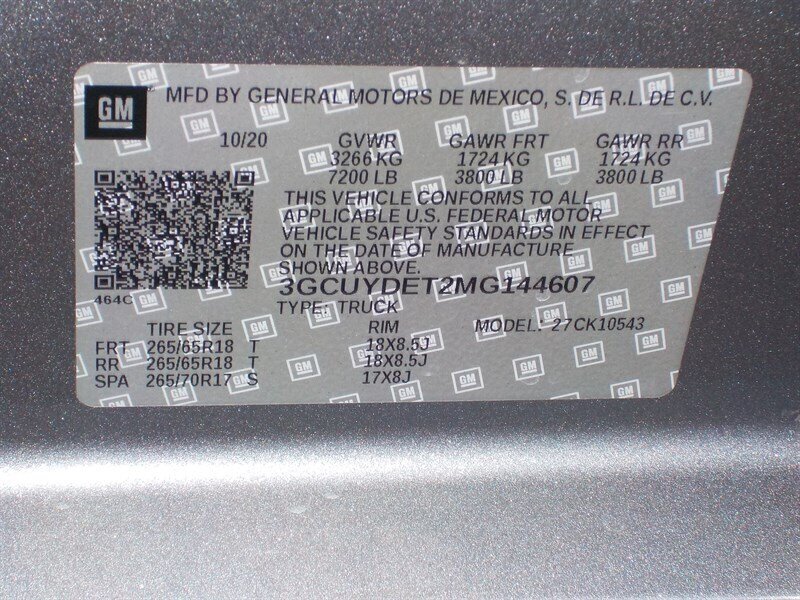 GM MFD BY GENERAL MOTORS DE MEXICO, S. DE R.L. DE C.V.
10/20 GVWR GAWR FRT GAWR RR
3266 KG 1724 KG 1724 KG
7200 LB 3800 LB 3800 LB
THIS VEHICLE CONFORMS TO ALL
APPLICABLE U.S. FEDERAL MOTOR
VEHICLE SAFETY STANDARDS IN EFFECT
ON THE DATE OF MANUFACTURE
SHOWN ABOVE.
3GCUYDET2MG144607
464C
TYPE: TRUCK
TIRE SIZE RIM MODEL: 27CK10543
FRT 265/65R18 T 18X8.5J
RR 265/65R18 T 18X8.5J
SPA 265/70R17 S 17X8J